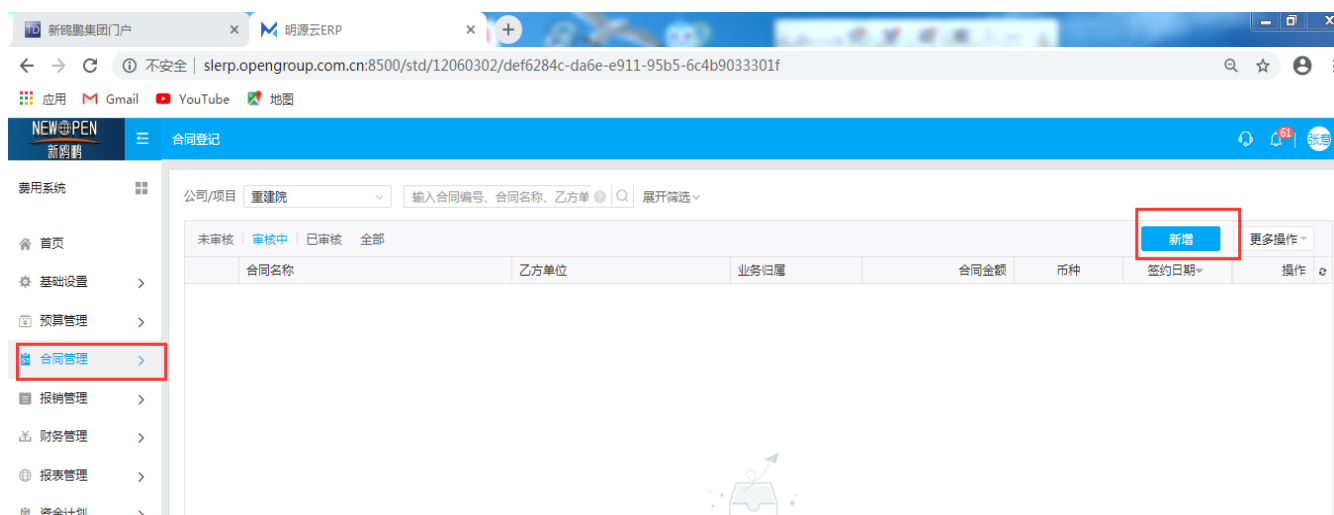 新鸥鹏集团门户
明源云ERP
不安全 slerp.opengroup.com.cn:8500/std/12060302/def6284c-da6e-e911-95b5-6c4b9033301f
应用 Gmail YouTube 地图
NEW OPEN
新鸥鹏
合同登记
61
张意
费用系统
公司/项目 重建院 输入合同编号、合同名称、乙方单 展开筛选
未审核 审核中 已审核 全部 新增 更多操作
合同名称 乙方单位 业务归属 合同金额 币种 签约日期 操作
首页
基础设置
预算管理
合同管理
报销管理
财务管理
报表管理
资金计划